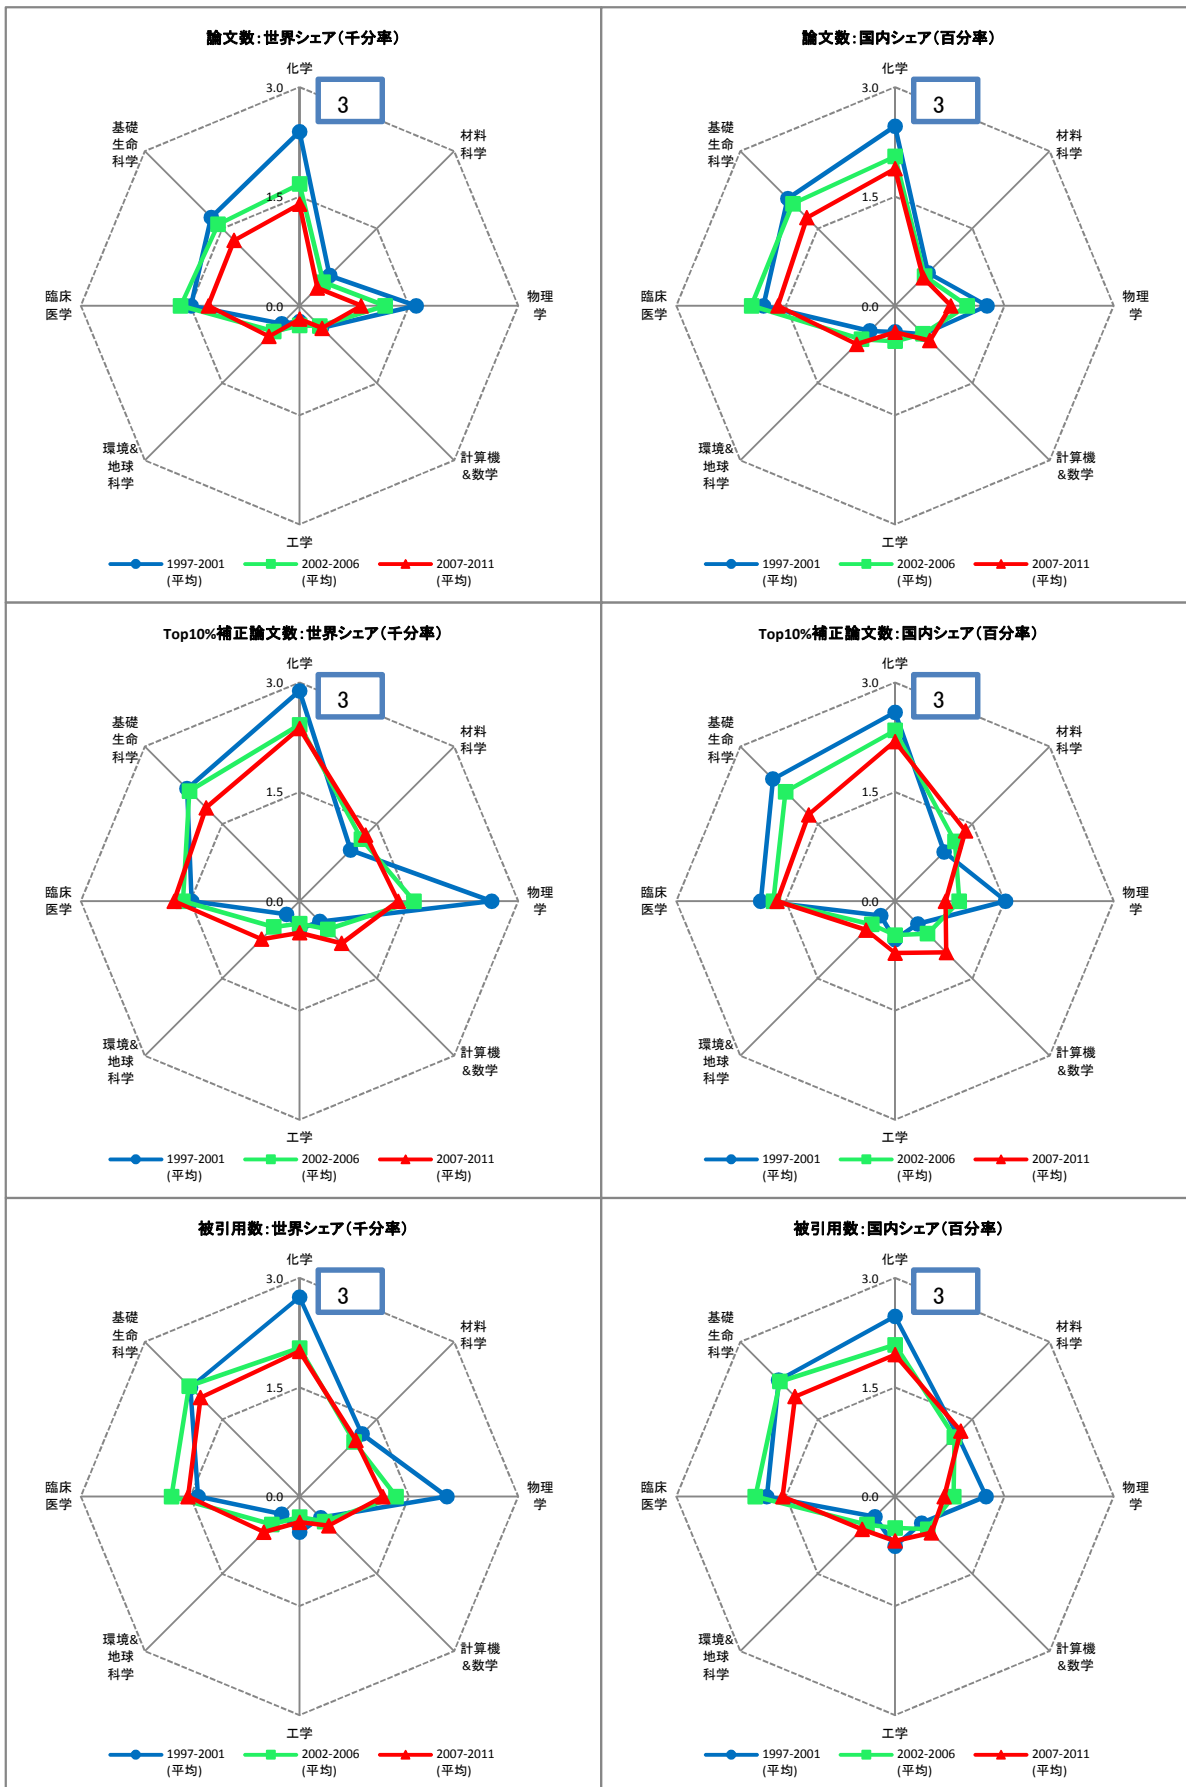 論文数:世界シェア(千分率)
化学
3.0
3
材料
科学
基礎
生命
科学
1.5
臨床
医学
0.0
物理
学
環境&
地球
科学
計算機
&数学
工学
1997-2001
(平均)
2002-2006
(平均)
2007-2011
(平均)
論文数:国内シェア(百分率)
化学
3.0
3
材料
科学
基礎
生命
科学
1.5
臨床
医学
0.0
物理
学
環境&
地球
科学
計算機
&数学
工学
1997-2001
(平均)
2002-2006
(平均)
2007-2011
(平均)
Top10%補正論文数:世界シェア(千分率)
化学
3.0
3
材料
科学
基礎
生命
科学
1.5
臨床
医学
0.0
物理
学
環境&
地球
科学
計算機
&数学
工学
1997-2001
(平均)
2002-2006
(平均)
2007-2011
(平均)
Top10%補正論文数:国内シェア(百分率)
化学
3.0
3
材料
科学
基礎
生命
科学
1.5
臨床
医学
0.0
物理
学
環境&
地球
科学
計算機
&数学
工学
1997-2001
(平均)
2002-2006
(平均)
2007-2011
(平均)
被引用数:世界シェア(千分率)
化学
3.0
3
材料
科学
基礎
生命
科学
1.5
臨床
医学
0.0
物理
学
環境&
地球
科学
計算機
&数学
工学
1997-2001
(平均)
2002-2006
(平均)
2007-2011
(平均)
被引用数:国内シェア(百分率)
化学
3.0
3
材料
科学
基礎
生命
科学
1.5
臨床
医学
0.0
物理
学
環境&
地球
科学
計算機
&数学
工学
1997-2001
(平均)
2002-2006
(平均)
2007-2011
(平均)